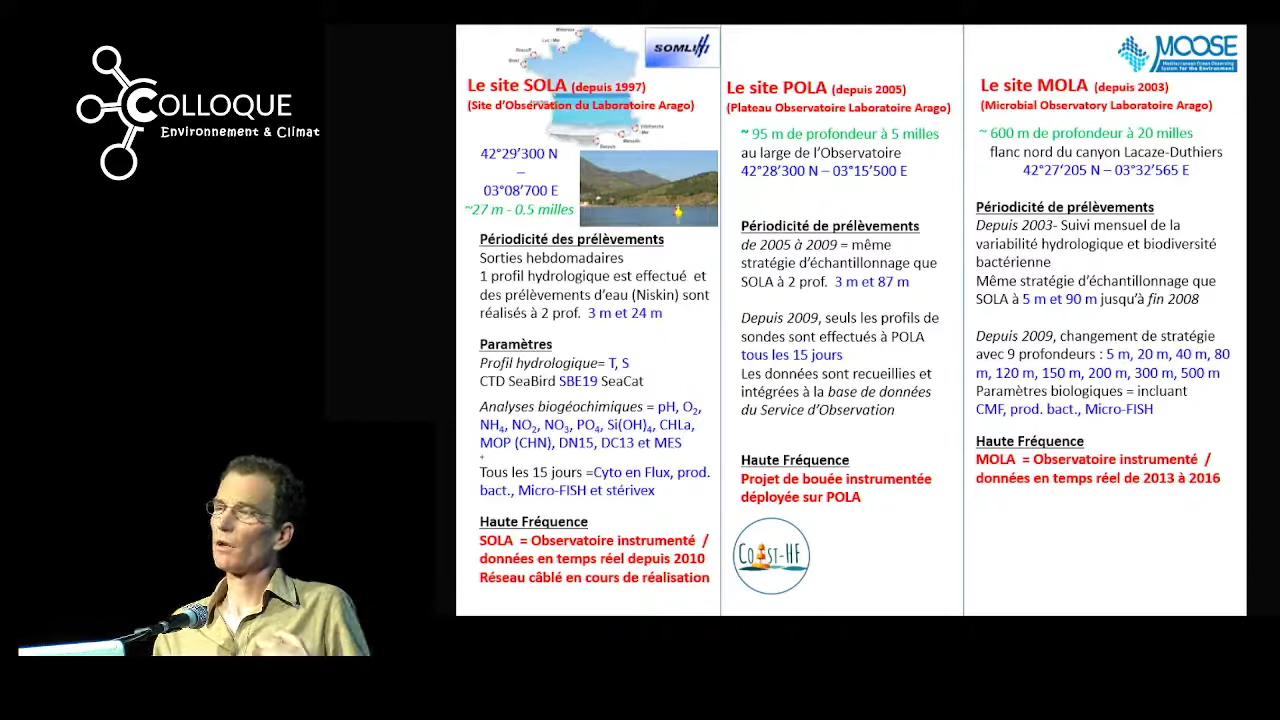 COLLOQUE
Environnement & Climat
SOMLIT
Le site SOLA (depuis 1997)
(Site d'Observation du Laboratoire Arago)
42°29'300 N
–
03°08'700 E
~27 m - 0.5 milles
Périodicité des prélèvements
Sorties hebdomadaires
1 profil hydrologique est effectué et
des prélèvements d'eau (Niskin) sont
réalisés à 2 prof. 3 m et 24 m
Paramètres
Profil hydrologique= T, S
CTD SeaBird SBE19 SeaCat
Analyses biogéochimiques = pH, O2,
NH4, NO2, NO3, PO4, Si(OH)4, CHLa,
MOP (CHN), DN15, DC13 et MES
+
Tous les 15 jours =Cyto en Flux, prod.
bact., Micro-FISH et stérivex
Haute Fréquence
SOLA = Observatoire instrumenté /
données en temps réel depuis 2010
Réseau câblé en cours de réalisation
Le site POLA (depuis 2005)
(Plateau Observatoire Laboratoire Arago)
~ 95 m de profondeur à 5 milles
au large de l'Observatoire
42°28'300 N – 03°15'500 E
Périodicité de prélèvements
de 2005 à 2009 = même
stratégie d'échantillonnage que
SOLA à 2 prof. 3 m et 87 m
Depuis 2009, seuls les profils de
sondes sont effectués à POLA
tous les 15 jours
Les données sont recueillies et
intégrées à la base de données
du Service d'Observation
Haute Fréquence
Projet de bouée instrumentée
déployée sur POLA
COAST-HF
MOOSE
Mediterranean Ocean Observing
System for the Environment
Le site MOLA (depuis 2003)
(Microbial Observatory Laboratoire Arago)
~ 600 m de profondeur à 20 milles
flanc nord du canyon Lacaze-Duthiers
42°27'205 N – 03°32'565 E
Périodicité de prélèvements
Depuis 2003- Suivi mensuel de la
variabilité hydrologique et biodiversité
bactérienne
Même stratégie d'échantillonnage que
SOLA à 5 m et 90 m jusqu'à fin 2008
Depuis 2009, changement de stratégie
avec 9 profondeurs : 5 m, 20 m, 40 m, 80
m, 120 m, 150 m, 200 m, 300 m, 500 m
Paramètres biologiques = incluant
CMF, prod. bact., Micro-FISH
Haute Fréquence
MOLA = Observatoire instrumenté /
données en temps réel de 2013 à 2016